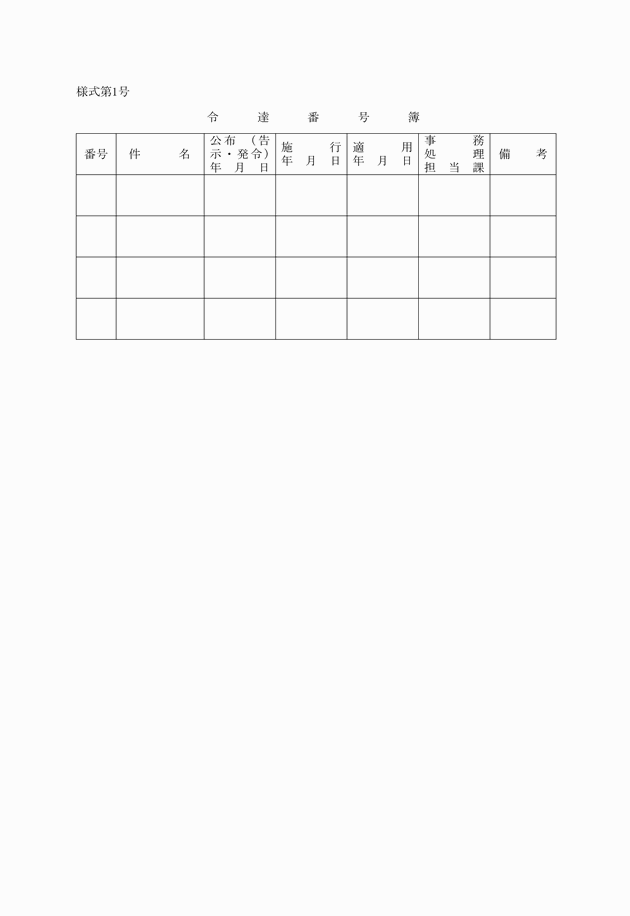 様式第1号
令達番号簿
番号
件名
公布（告
示・発令）
年月日
施行
年月日
適用
年月日
事務
処理
担当課
備考